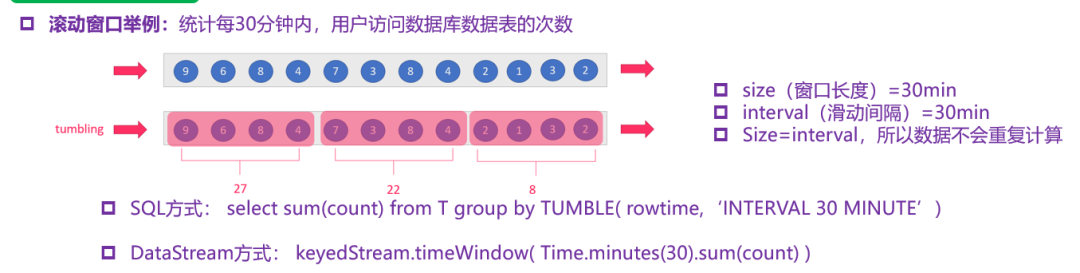 滚动窗口举例：统计每30分钟内，用户访问数据库数据表的次数
9 6 8 4 7 3 8 4 2 1 3 2
size（窗口长度）=30min
interval（滑动间隔）=30min
Size=interval，所以数据不会重复计算
tumbling
9 6 8 4 7 3 8 4 2 1 3 2
27 22 8
SQL方式： select sum(count) from T group by TUMBLE( rowtime,‘INTERVAL 30 MINUTE’)
DataStream方式： keyedStream.timeWindow( Time.minutes(30).sum(count) )